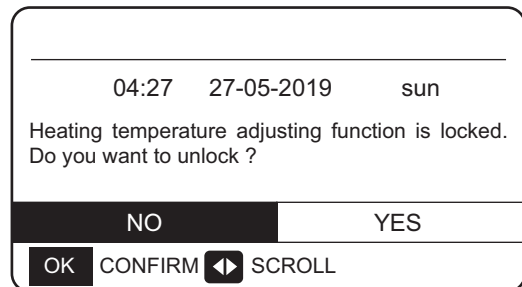 04:27 27-05-2019 sun
Heating temperature adjusting function is locked.
Do you want to unlock ?
NO YES
OK CONFIRM SCROLL